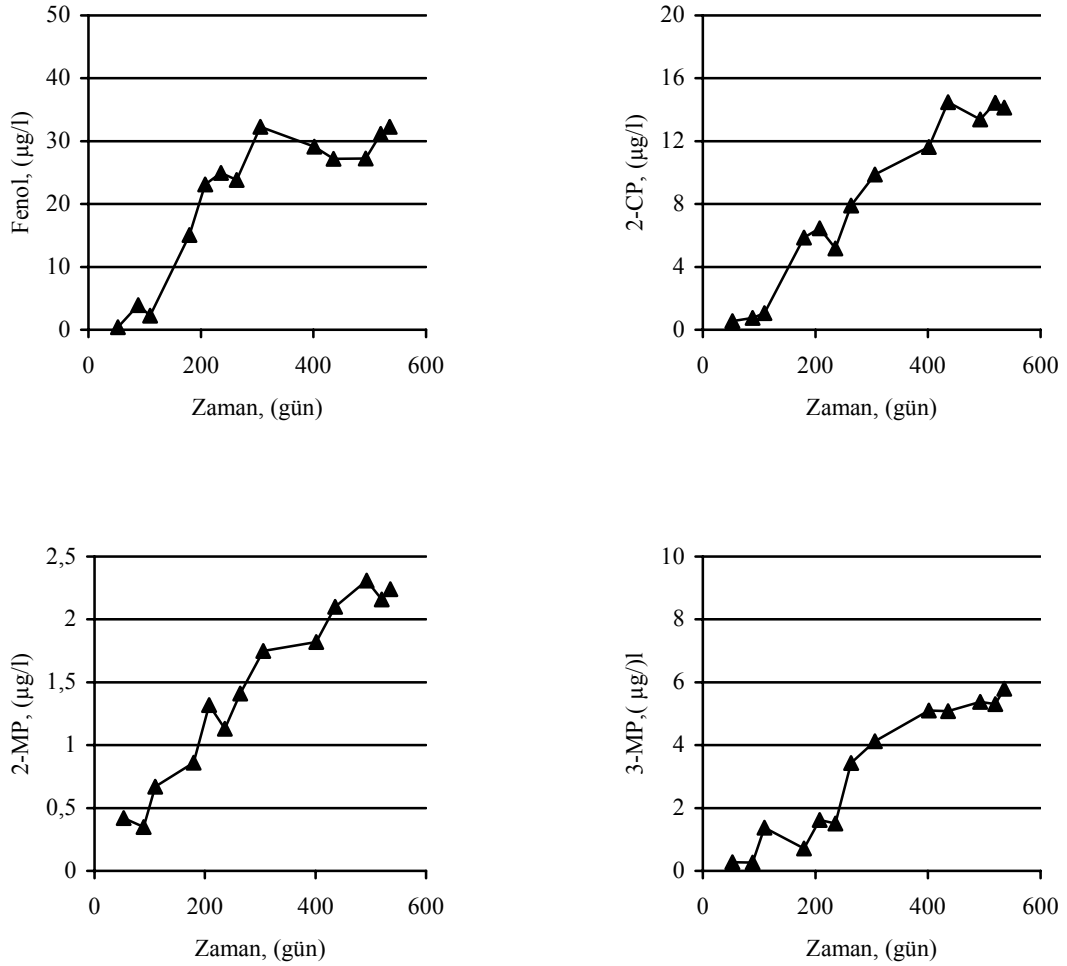 50
40
30
20
10
0
Fenol, (µg/l)
0 200 400 600
Zaman, (gün)
20
16
12
8
4
0
2-CP, (µg/l)
0 200 400 600
Zaman, (gün)
2,5
2
1,5
1
0,5
0
2-MP, (µg/l)
0 200 400 600
Zaman, (gün)
10
8
6
4
2
0
3-MP,( µg/)l
0 200 400 600
Zaman, (gün)